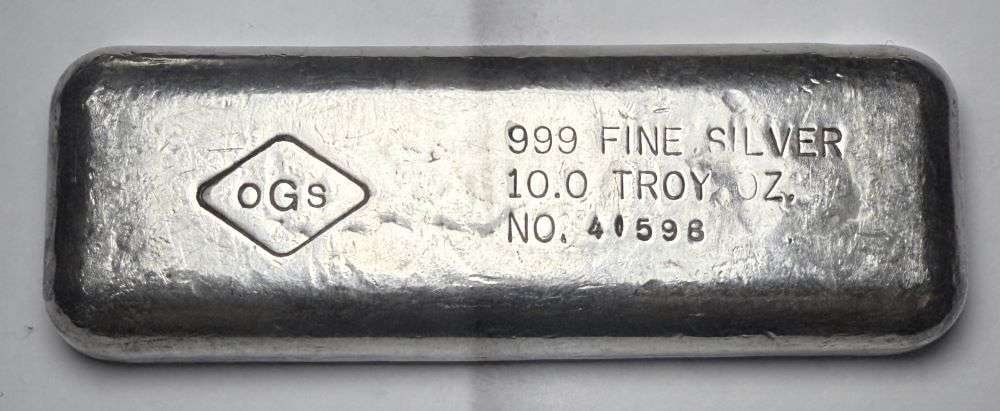 oGs
999 FINE SILVER
10.0 TROY OZ.
NO. 41598